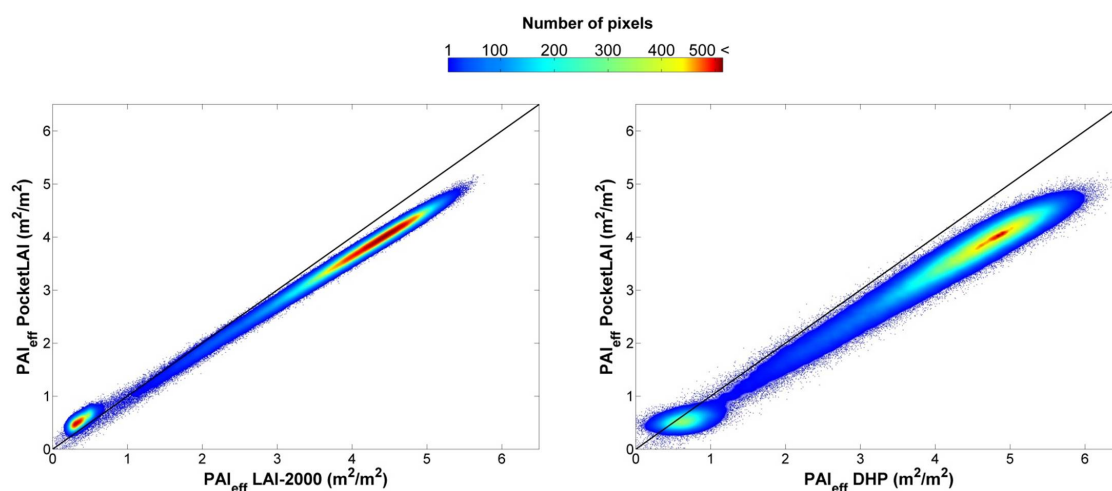 Number of pixels
1 100 200 300 400 500 <
6
5
4
3
2
1
0
PAIeff PocketLAI (m²/m²)
0 1 2 3 4 5 6
PAIeff LAI-2000 (m²/m²)
6
5
4
3
2
1
0
PAIeff PocketLAI (m²/m²)
0 1 2 3 4 5 6
PAIeff DHP (m²/m²)